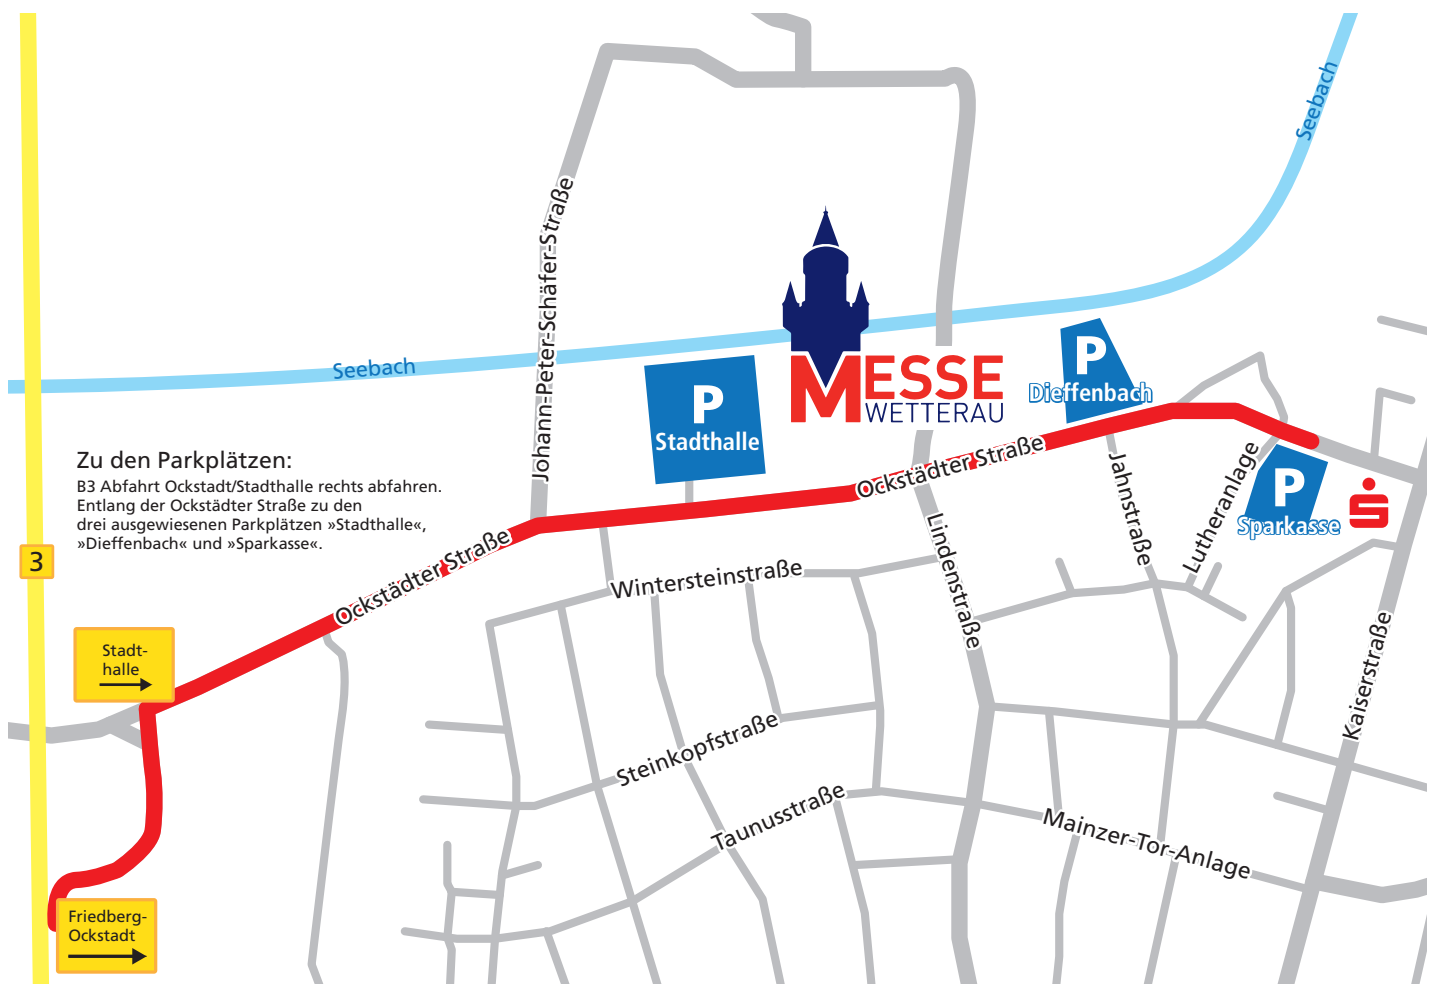 Seebach
Johann-Peter-Schäfer-Straße
Seebach
MESSE
WETTERAU
P
Dieffenbach
P
Stadthalle
Zu den Parkplätzen:
B3 Abfahrt Ockstadt/Stadthalle rechts abfahren.
Entlang der Ockstädter Straße zu den
drei ausgewiesenen Parkplätzen »Stadthalle«,
»Dieffenbach« und »Sparkasse«.
Ockstädter Straße
P
Sparkasse
Jahnstraße
Lutheranlage
3
Ockstädter Straße
Wintersteinstraße
Lindenstraße
Stadt-
halle
Kaiserstraße
Steinkopfstraße
Taunusstraße
Mainzer-Tor-Anlage
Friedberg-
Ockstadt